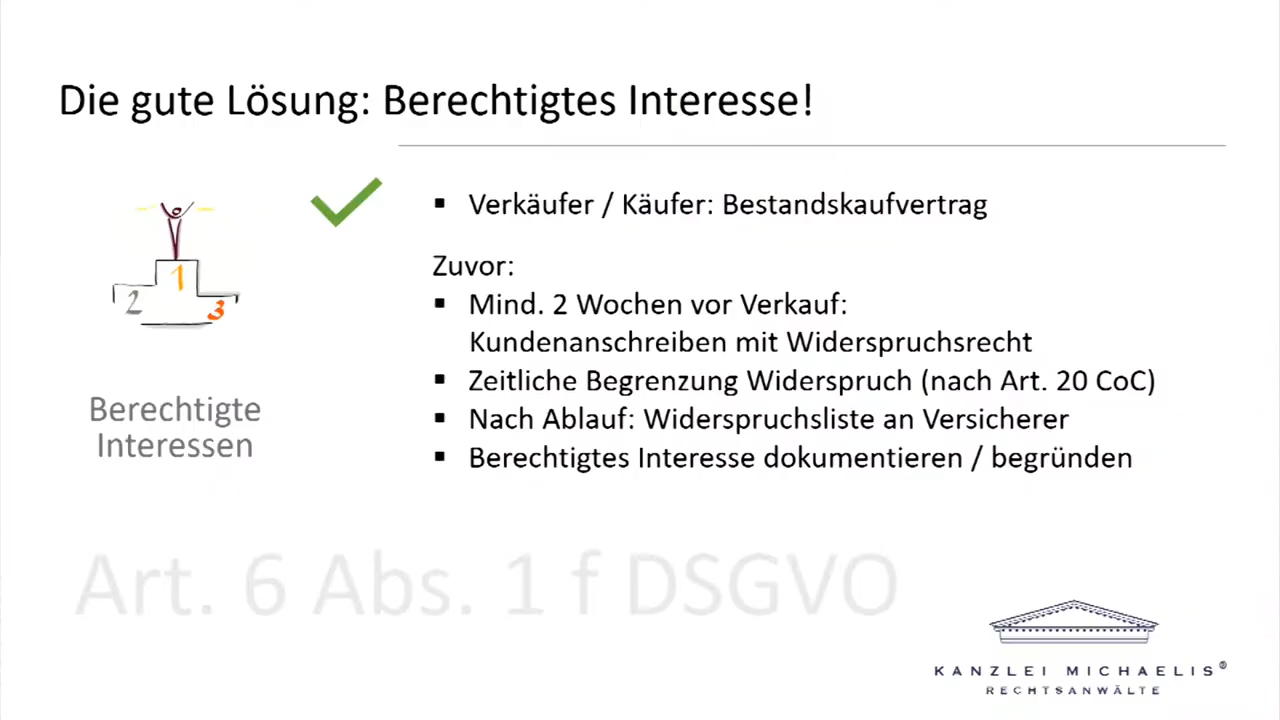 Die gute Lösung: Berechtigtes Interesse!
1
2
3
Berechtigte
Interessen
▪ Verkäufer / Käufer: Bestandskaufvertrag
Zuvor:
▪ Mind. 2 Wochen vor Verkauf:
Kundenanschreiben mit Widerspruchsrecht
▪ Zeitliche Begrenzung Widerspruch (nach Art. 20 CoC)
▪ Nach Ablauf: Widerspruchsliste an Versicherer
▪ Berechtigtes Interesse dokumentieren / begründen
Art. 6 Abs. 1 f DSGVO
KANZLEI MICHAELIS®
RECHTSANWÄLTE